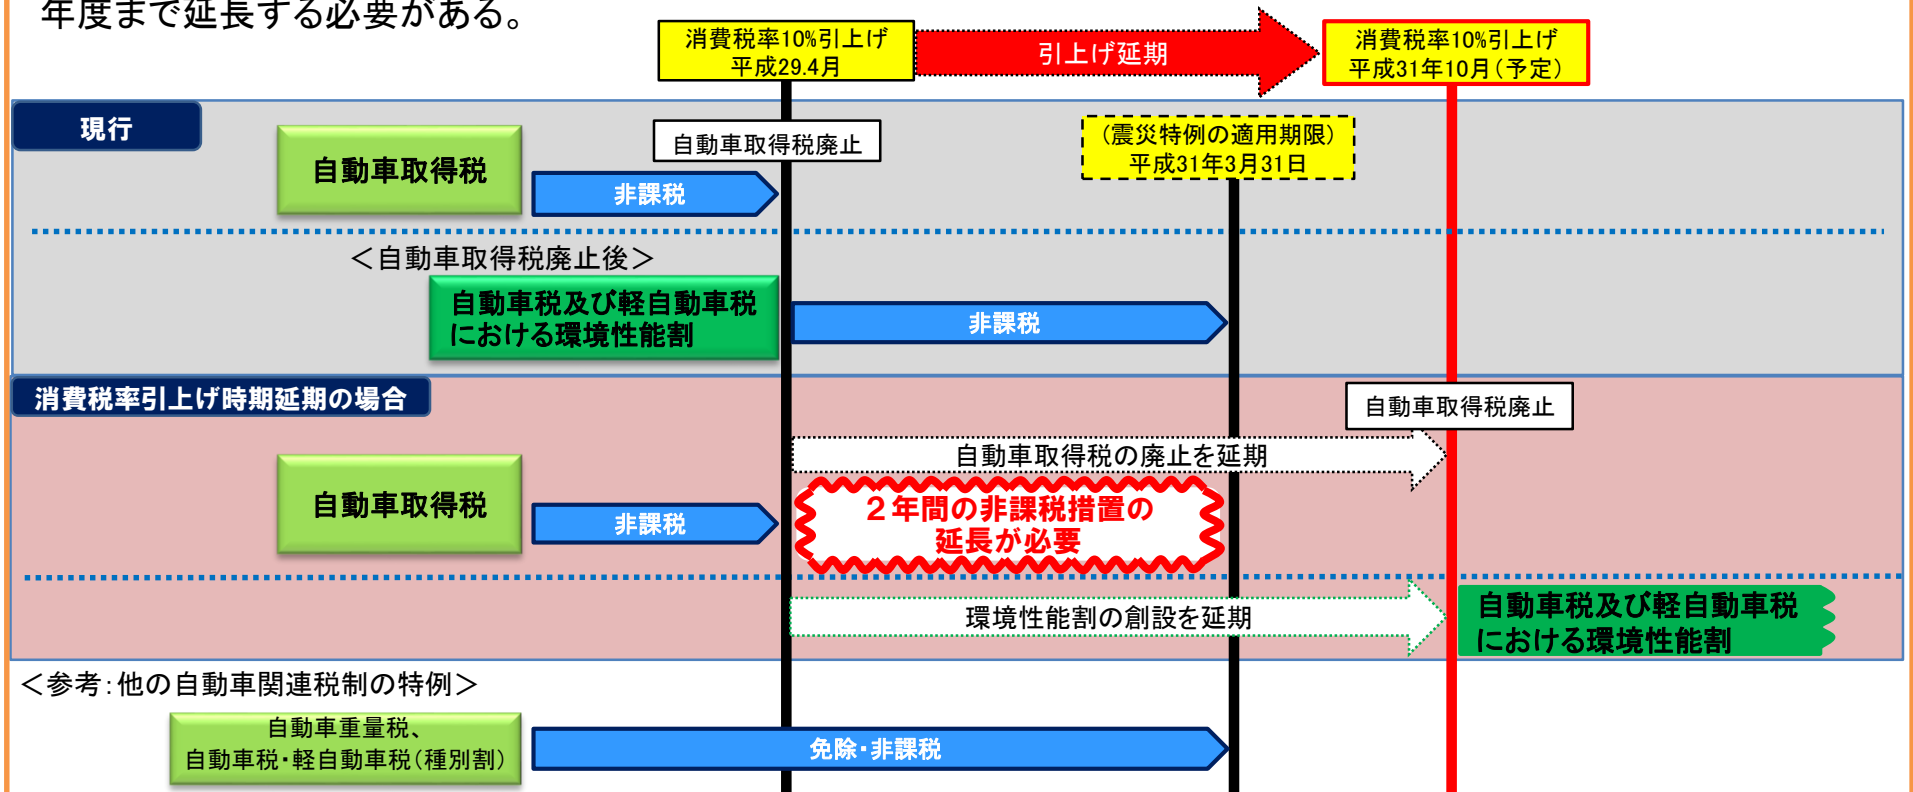 年度まで延長する必要がある。
消費税率10%引上げ
平成29.4月
引上げ延期
消費税率10%引上げ
平成31年10月(予定)
現行
自動車取得税
非課税
自動車取得税廃止
(震災特例の適用期限)
平成31年3月31日
＜自動車取得税廃止後＞
自動車税及び軽自動車税
における環境性能割
非課税
消費税率引上げ時期延期の場合
自動車取得税廃止
自動車取得税の廃止を延期
自動車取得税
非課税
２年間の非課税措置の
延長が必要
環境性能割の創設を延期
自動車税及び軽自動車税
における環境性能割
＜参考:他の自動車関連税制の特例＞
自動車重量税、
自動車税・軽自動車税(種別割)
免除・非課税